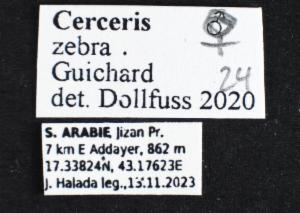 Cerceris
zebra .
Guichard
24
det. Dollfuss 2020
S. ARABIE, Jizan Pr.
7 km E Addayer, 862 m
17.33824N, 43.17623E
J. Halada leg.,13.11.2023